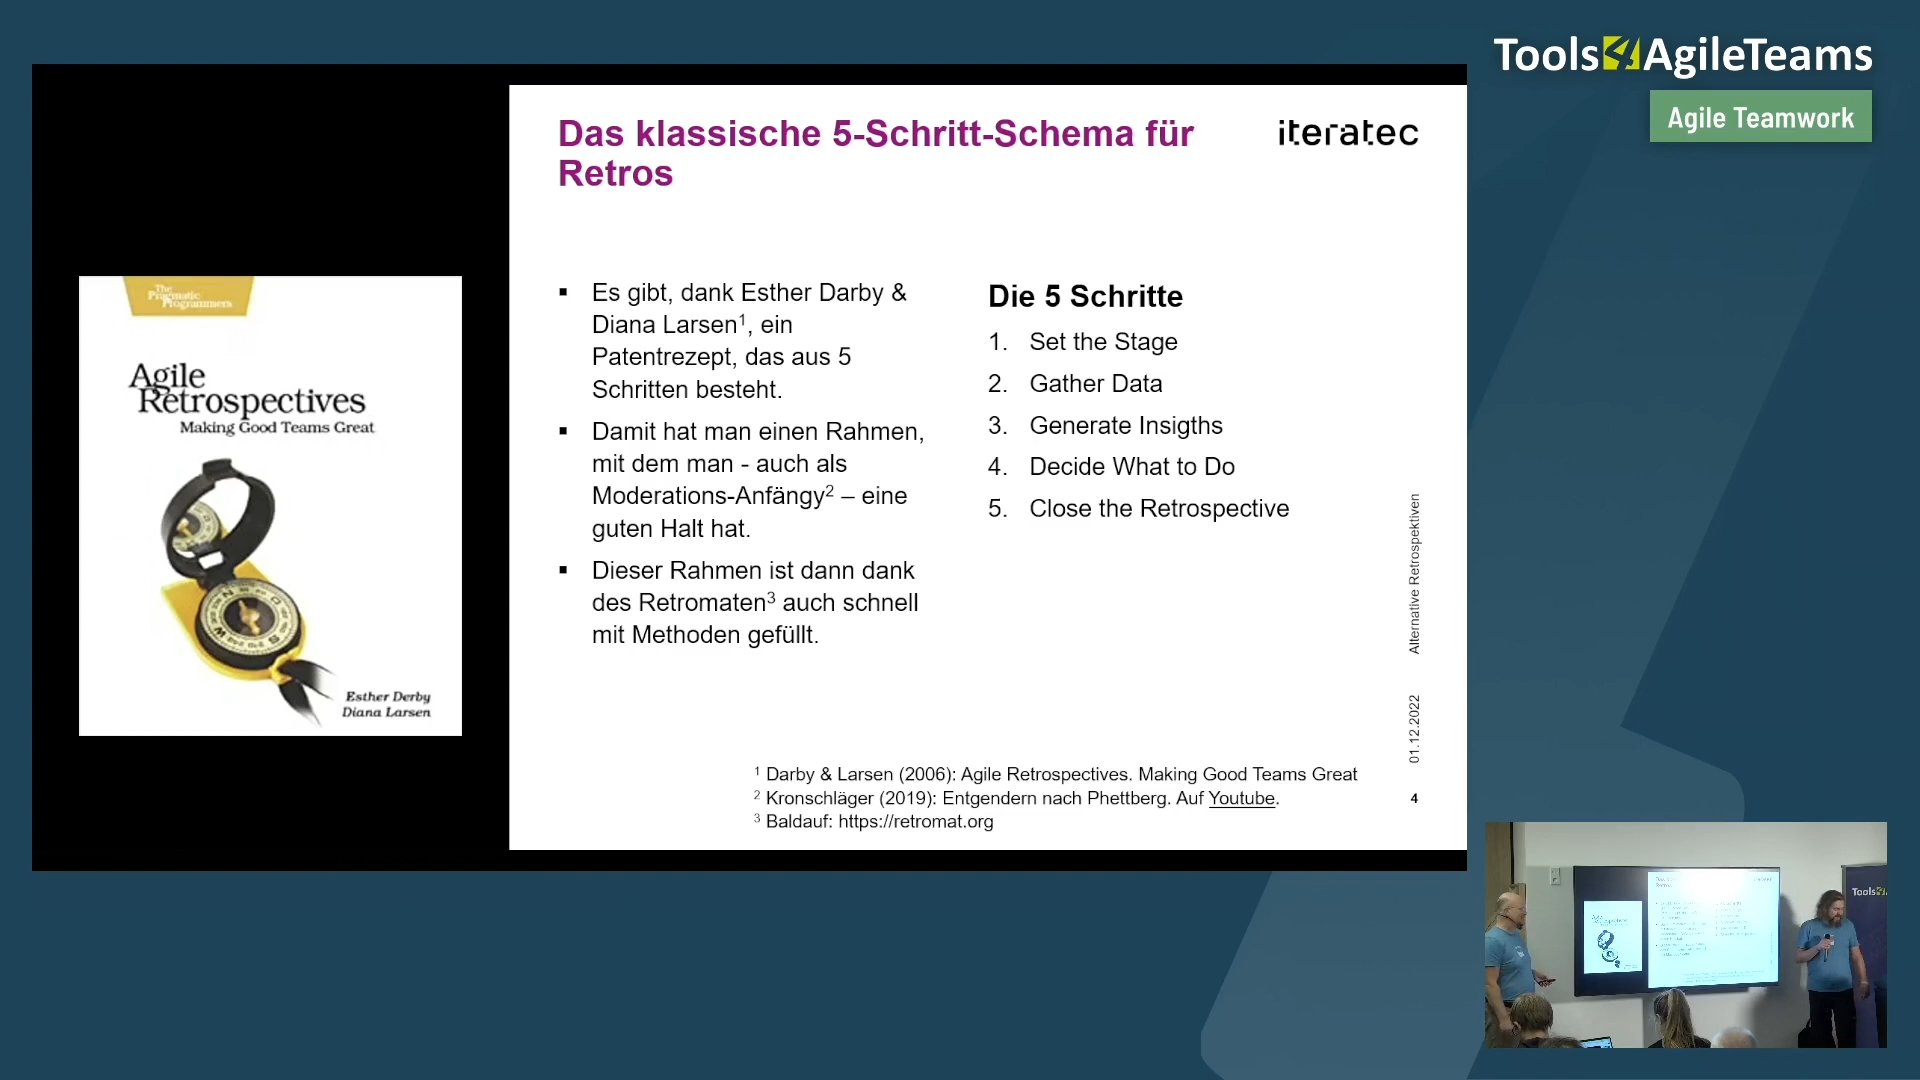 Tools4AgileTeams
Agile Teamwork
Das klassische 5-Schritt-Schema für
Retros
iteratec
The
Pragmatic
Programmers
Agile
Retrospectives
Making Good Teams Great
Esther Derby
Diana Larsen
▪ Es gibt, dank Esther Darby &
Diana Larsen¹, ein
Patentrezept, das aus 5
Schritten besteht.
▪ Damit hat man einen Rahmen,
mit dem man - auch als
Moderations-Anfängy² – eine
guten Halt hat.
▪ Dieser Rahmen ist dann dank
des Retromaten³ auch schnell
mit Methoden gefüllt.
Die 5 Schritte
1. Set the Stage
2. Gather Data
3. Generate Insigths
4. Decide What to Do
5. Close the Retrospective
Alternative Retrospektiven
01.12.2022
4
¹ Darby & Larsen (2006): Agile Retrospectives. Making Good Teams Great
² Kronschläger (2019): Entgendern nach Phettberg. Auf Youtube.
³ Baldauf: https://retromat.org